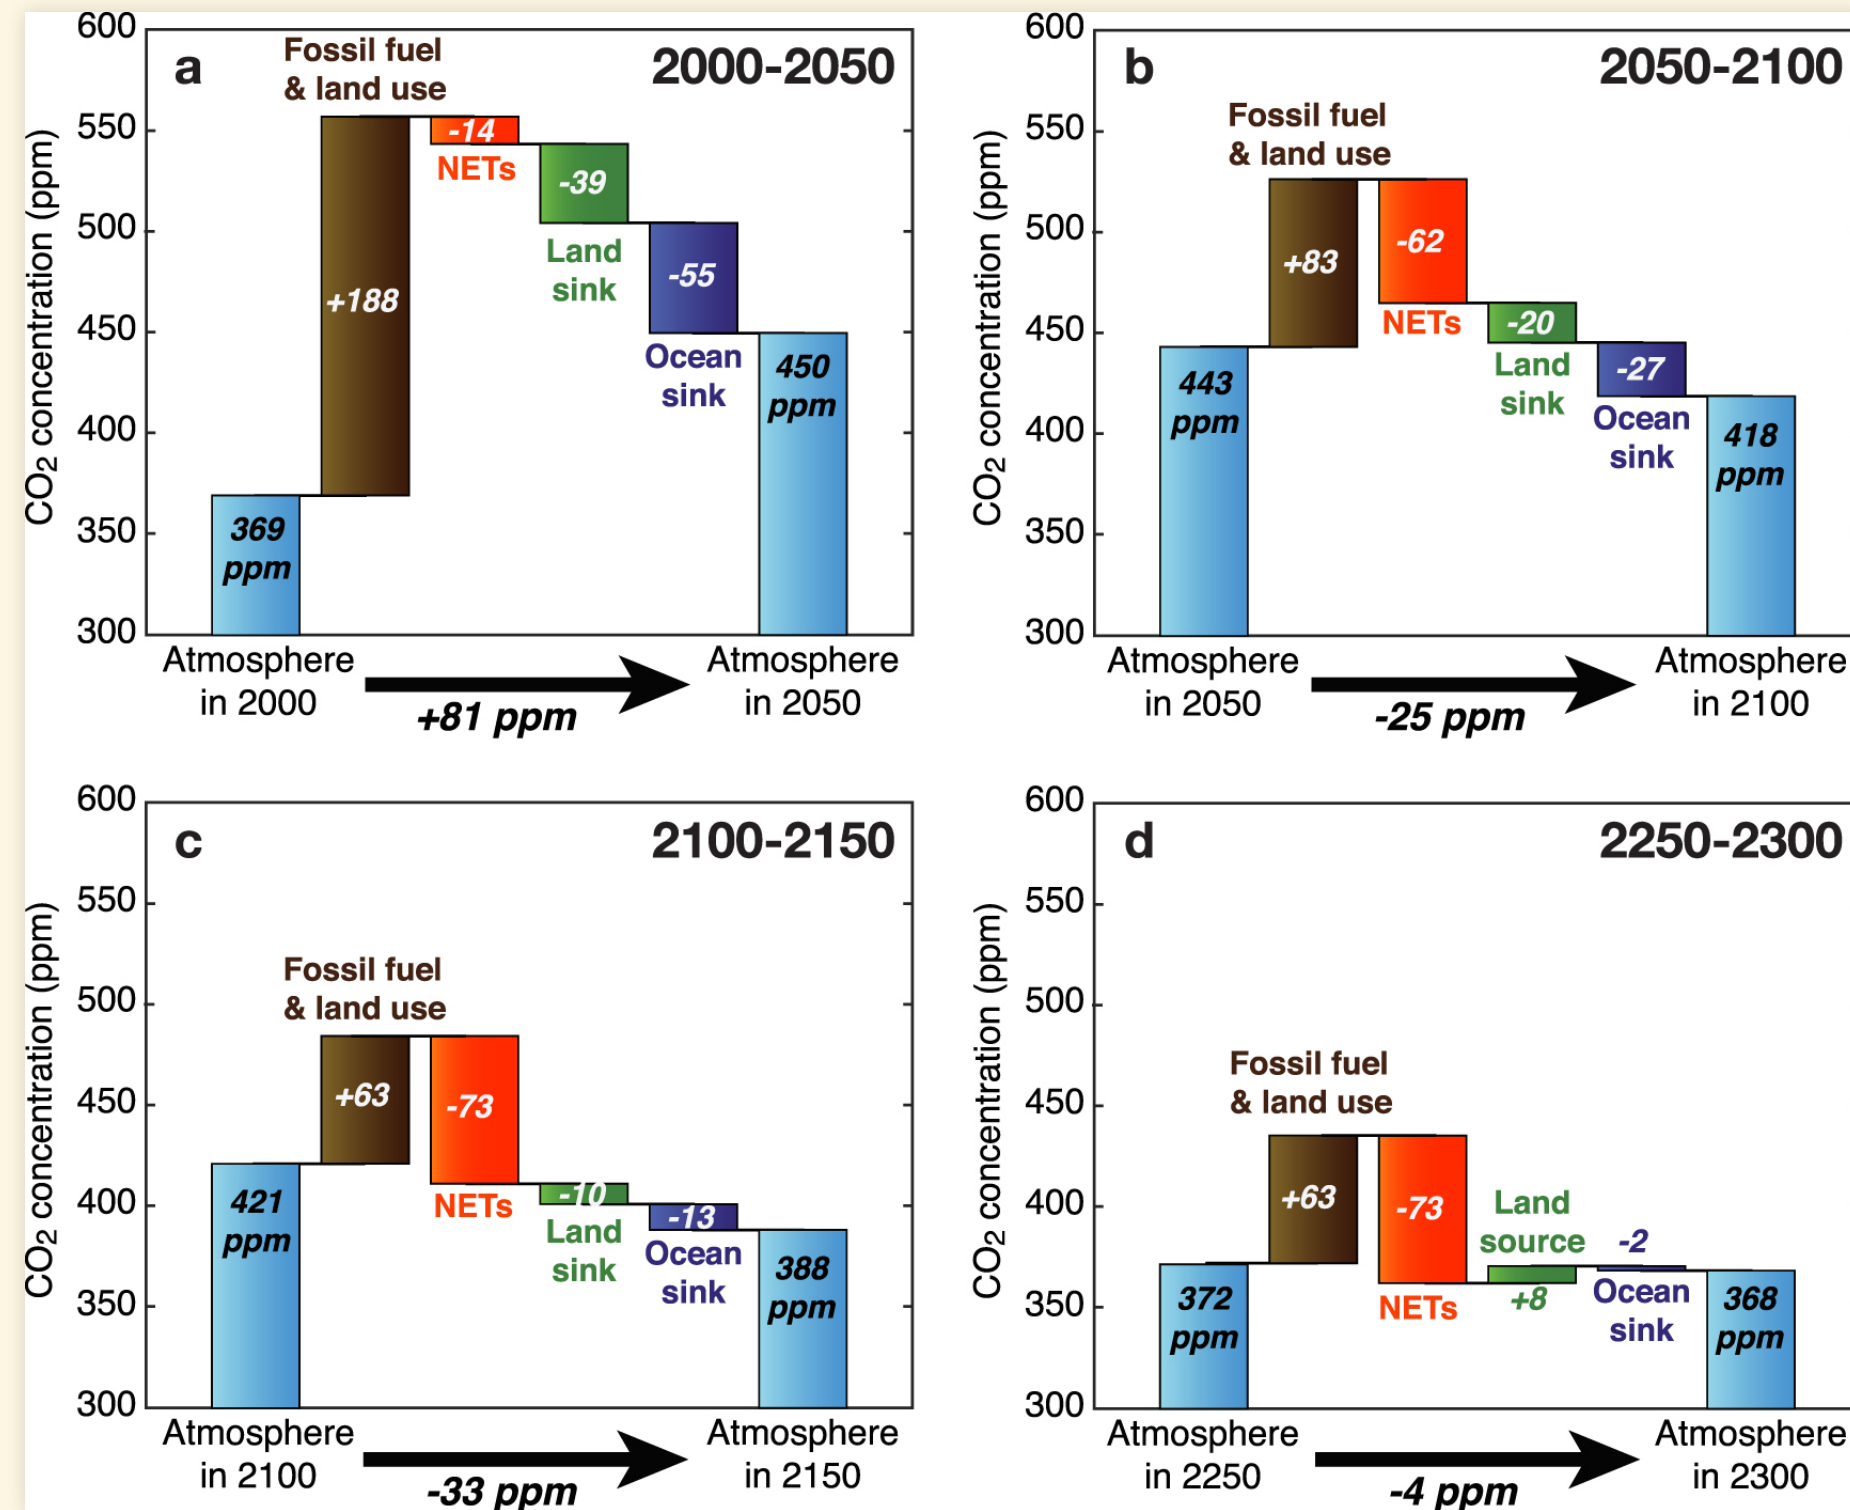 a
2000-2050
CO2 concentration (ppm)
600
550
500
450
400
350
300
Fossil fuel
& land use
+188
-14
NETs
-39
Land
sink
-55
Ocean
sink
369
ppm
450
ppm
Atmosphere
in 2000
+81 ppm
Atmosphere
in 2050
b
2050-2100
CO2 concentration (ppm)
600
550
500
450
400
350
300
Fossil fuel
& land use
+83
-62
NETs
-20
Land
sink
-27
Ocean
sink
443
ppm
418
ppm
Atmosphere
in 2050
-25 ppm
Atmosphere
in 2100
c
2100-2150
CO2 concentration (ppm)
600
550
500
450
400
350
300
Fossil fuel
& land use
+63
-73
NETs
-10
Land
sink
-13
Ocean
sink
421
ppm
388
ppm
Atmosphere
in 2100
-33 ppm
Atmosphere
in 2150
d
2250-2300
CO2 concentration (ppm)
600
550
500
450
400
350
300
Fossil fuel
& land use
+63
-73
NETs
Land
source
+8
-2
Ocean
sink
372
ppm
368
ppm
Atmosphere
in 2250
-4 ppm
Atmosphere
in 2300